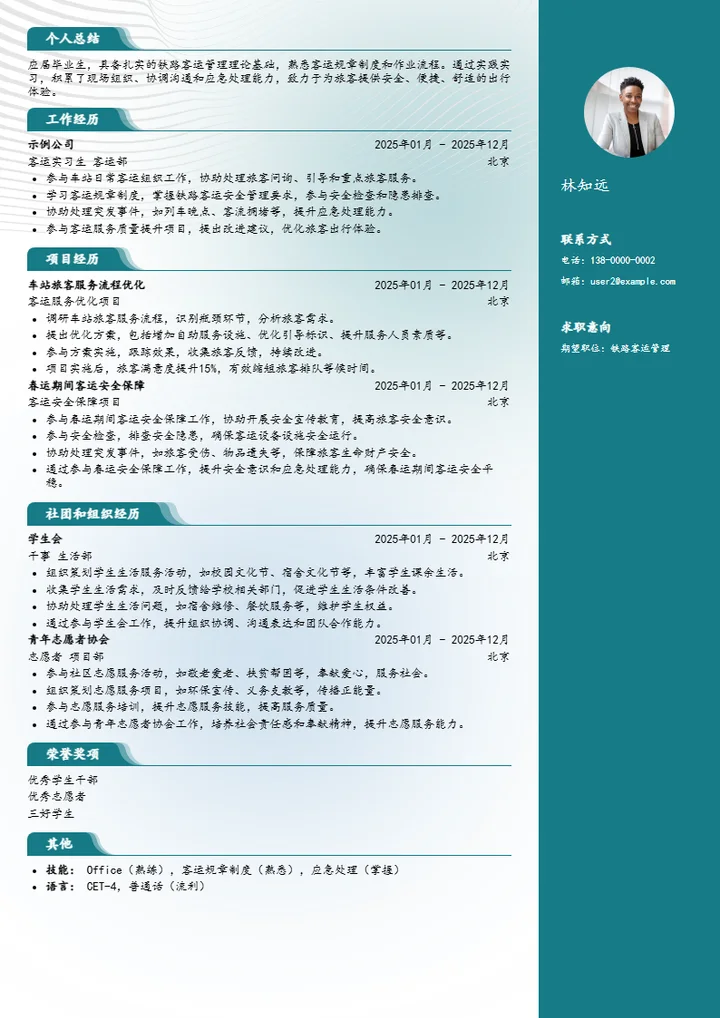 个人总结
应届毕业生，具备扎实的铁路客运管理理论基础，熟悉客运规章制度和作业流程。通过实践实
习，积累了现场组织、协调沟通和应急处理能力，致力于为旅客提供安全、便捷、舒适的出行
体验。
工作经历
示例公司 2025年01月 - 2025年12月
客运实习生 客运部 北京
• 参与车站日常客运组织工作，协助处理旅客问询、引导和重点旅客服务。
• 学习客运规章制度，掌握铁路客运安全管理要求，参与安全检查和隐患排查。
• 协助处理突发事件，如列车晚点、客流拥堵等，提升应急处理能力。
• 参与客运服务质量提升项目，提出改进建议，优化旅客出行体验。
项目经历
车站旅客服务流程优化 2025年01月 - 2025年12月
客运服务优化项目 北京
• 调研车站旅客服务流程，识别瓶颈环节，分析旅客需求。
• 提出优化方案，包括增加自助服务设施、优化引导标识、提升服务人员素质等。
• 参与方案实施，跟踪效果，收集旅客反馈，持续改进。
• 项目实施后，旅客满意度提升15%，有效缩短旅客排队等候时间。
春运期间客运安全保障 2025年01月 - 2025年12月
客运安全保障项目 北京
• 参与春运期间客运安全保障工作，协助开展安全宣传教育，提高旅客安全意识。
• 参与安全检查，排查安全隐患，确保客运设备设施安全运行。
• 协助处理突发事件，如旅客受伤、物品遗失等，保障旅客生命财产安全。
• 通过参与春运安全保障工作，提升安全意识和应急处理能力，确保春运期间客运安全平
稳。
社团和组织经历
学生会 2025年01月 - 2025年12月
干事 生活部 北京
• 组织策划学生生活服务活动，如校园文化节、宿舍文化节等，丰富学生课余生活。
• 收集学生生活需求，及时反馈给学校相关部门，促进学生生活条件改善。
• 协助处理学生生活问题，如宿舍维修、餐饮服务等，维护学生权益。
• 通过参与学生会工作，提升组织协调、沟通表达和团队合作能力。
青年志愿者协会 2025年01月 - 2025年12月
志愿者 项目部 北京
• 参与社区志愿服务活动，如敬老爱老、扶贫帮困等，奉献爱心，服务社会。
• 组织策划志愿服务项目，如环保宣传、义务支教等，传播正能量。
• 参与志愿服务培训，提升志愿服务技能，提高服务质量。
• 通过参与青年志愿者协会工作，培养社会责任感和奉献精神，提升志愿服务能力。
荣誉奖项
优秀学生干部
优秀志愿者
三好学生
其他
• 技能： Office（熟练），客运规章制度（熟悉），应急处理（掌握）
• 语言： CET-4，普通话（流利）
林知远
联系方式
电话：138-0000-0002
邮箱：user2@example.com
求职意向
期望职位：铁路客运管理